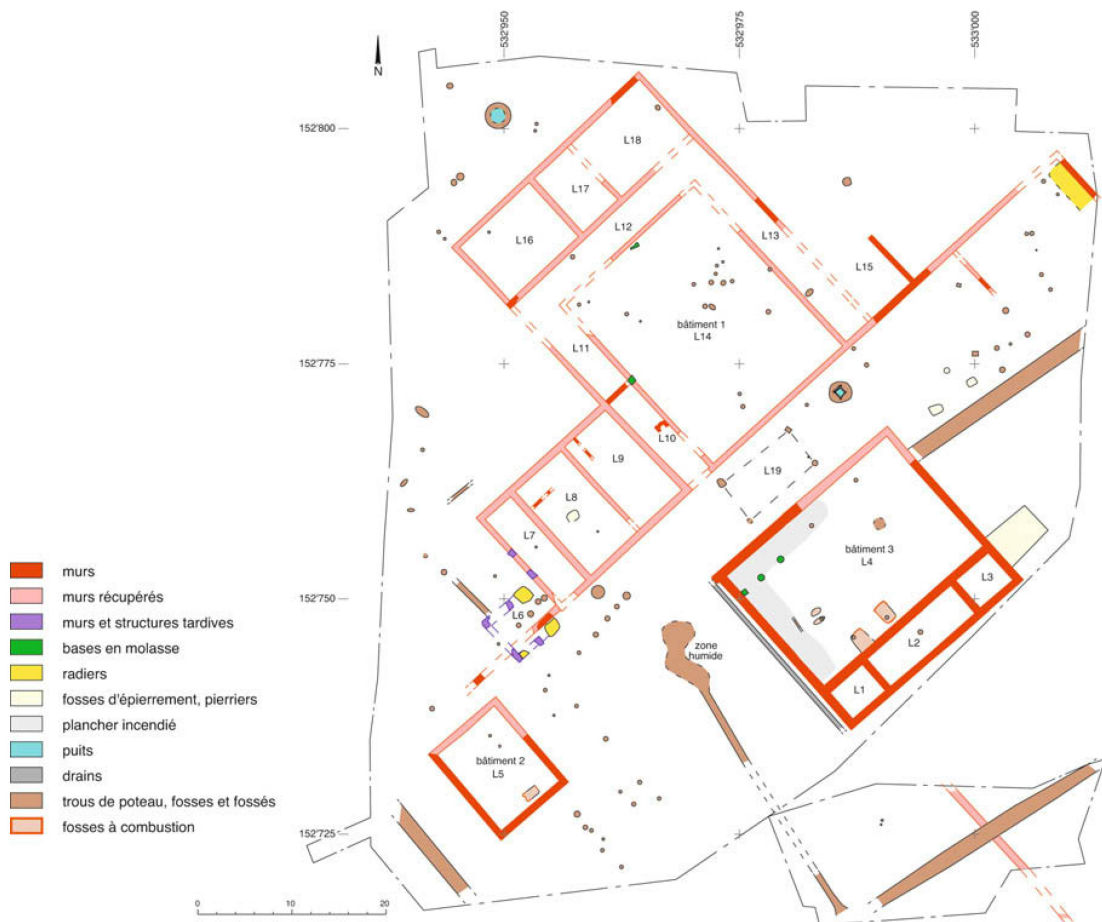 532'950
532'975
533'000
N
152'800
L18
L17
L16
L12
L13
L15
bâtiment 1
L14
L11
152'775
L10
L9
L19
L8
L7
bâtiment 3
L4
L3
murs
murs récupérés
murs et structures tardives
bases en molasse
radiers
fosses d'épierrement, pierriers
plancher incendié
puits
drains
trous de poteau, fosses et fossés
fosses à combustion
152'750
L6
zone
humide
L2
L1
bâtiment 2
L5
152'725
0 10 20